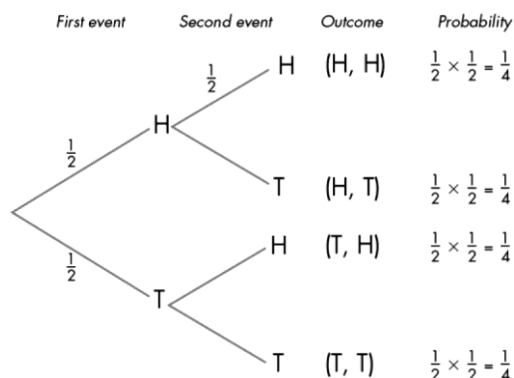 First event Second event Outcome Probability
1/2 H (H, H) 1/2 × 1/2 = 1/4
H
1/2
T (H, T) 1/2 × 1/2 = 1/4
H (T, H) 1/2 × 1/2 = 1/4
1/2
T
T (T, T) 1/2 × 1/2 = 1/4